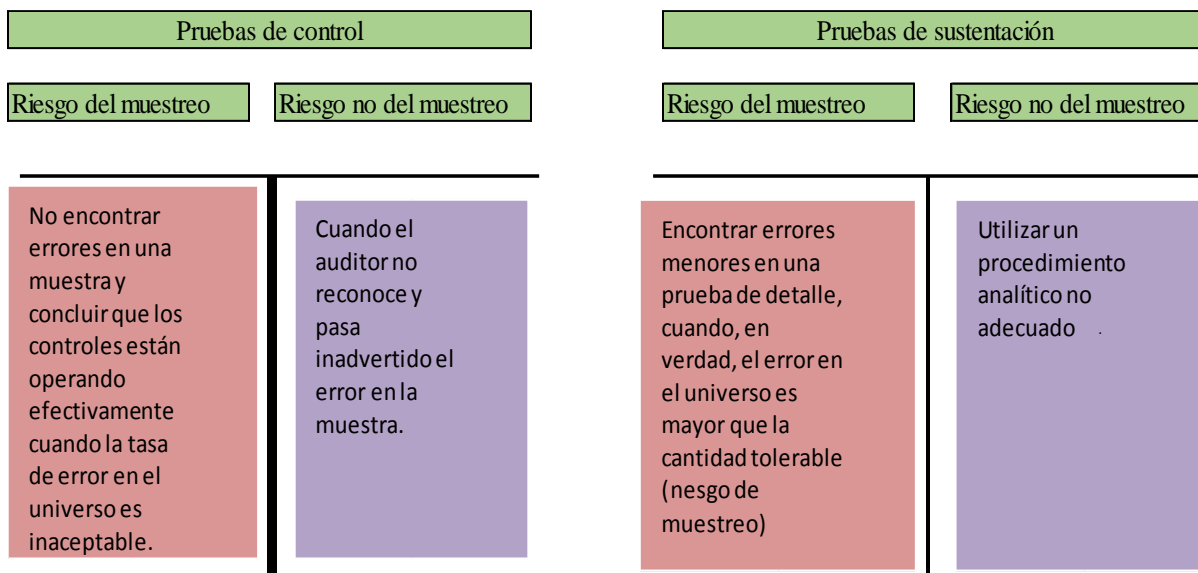 Pruebas de control
Riesgo del muestreo
Riesgo no del muestreo
No encontrar
errores en una
muestra y
concluir que los
controles están
operando
efectivamente
cuando la tasa
de error en el
universo es
inaceptable.
Cuando el
auditor no
reconoce y
pasa
inadvertido el
error en la
muestra.
Pruebas de sustentación
Riesgo del muestreo
Riesgo no del muestreo
Encontrar errores
menores en una
prueba de detalle,
cuando, en
verdad, el error en
el universo es
mayor que la
cantidad tolerable
(nesgo de
muestreo)
Utilizar un
procedimiento
analítico no
adecuado .